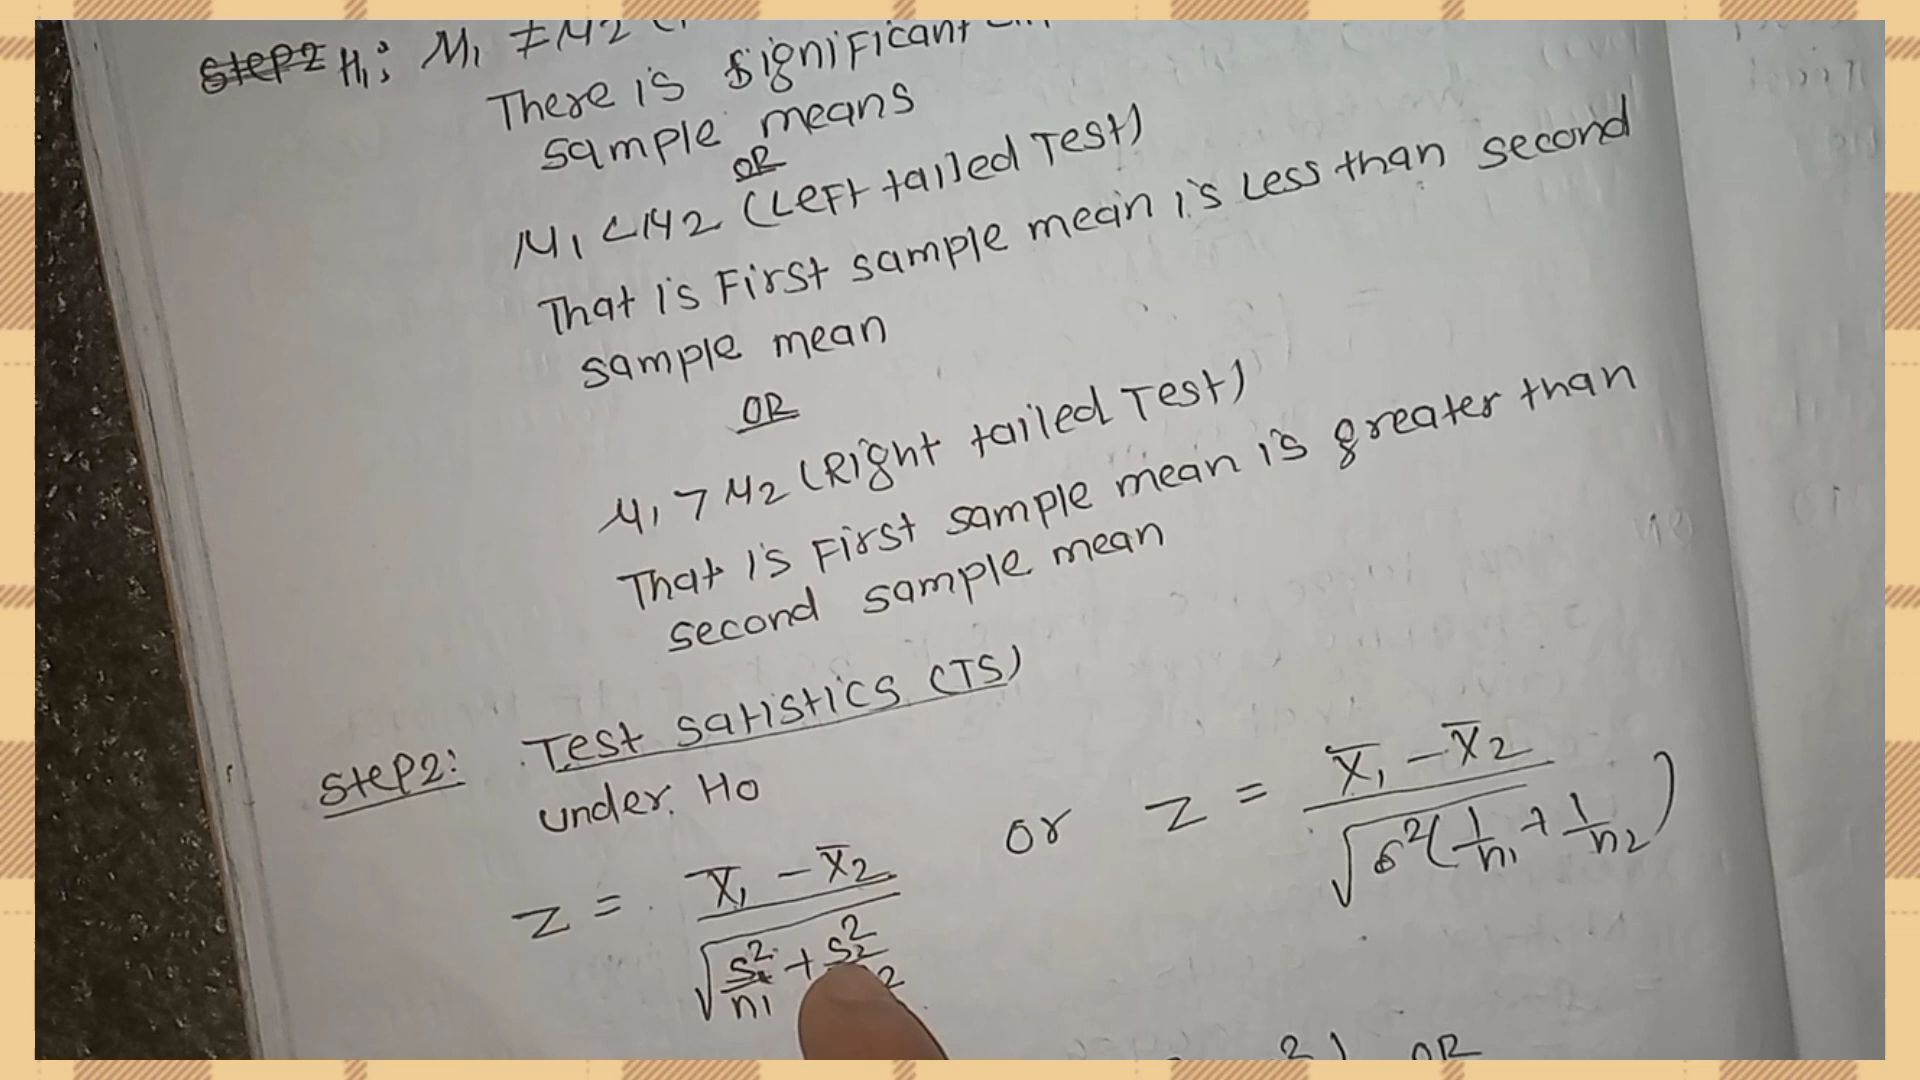 Step2 H1: μ1 ≠ μ2
There is significant
sample means
OR
μ1 < μ2 (Left tailed Test)
That is First sample mean is Less than second
sample mean
OR
μ1 > μ2 (Right tailed Test)
That is First sample mean is greater than
second sample mean
Step2: Test satistics (TS)
under H0
z = (x̄1 - x̄2) / √(s1²/n1 + s2²/ 2) or z = (x̄1 - x̄2) / √(σ²(1/n1 + 1/n2))
2) OR